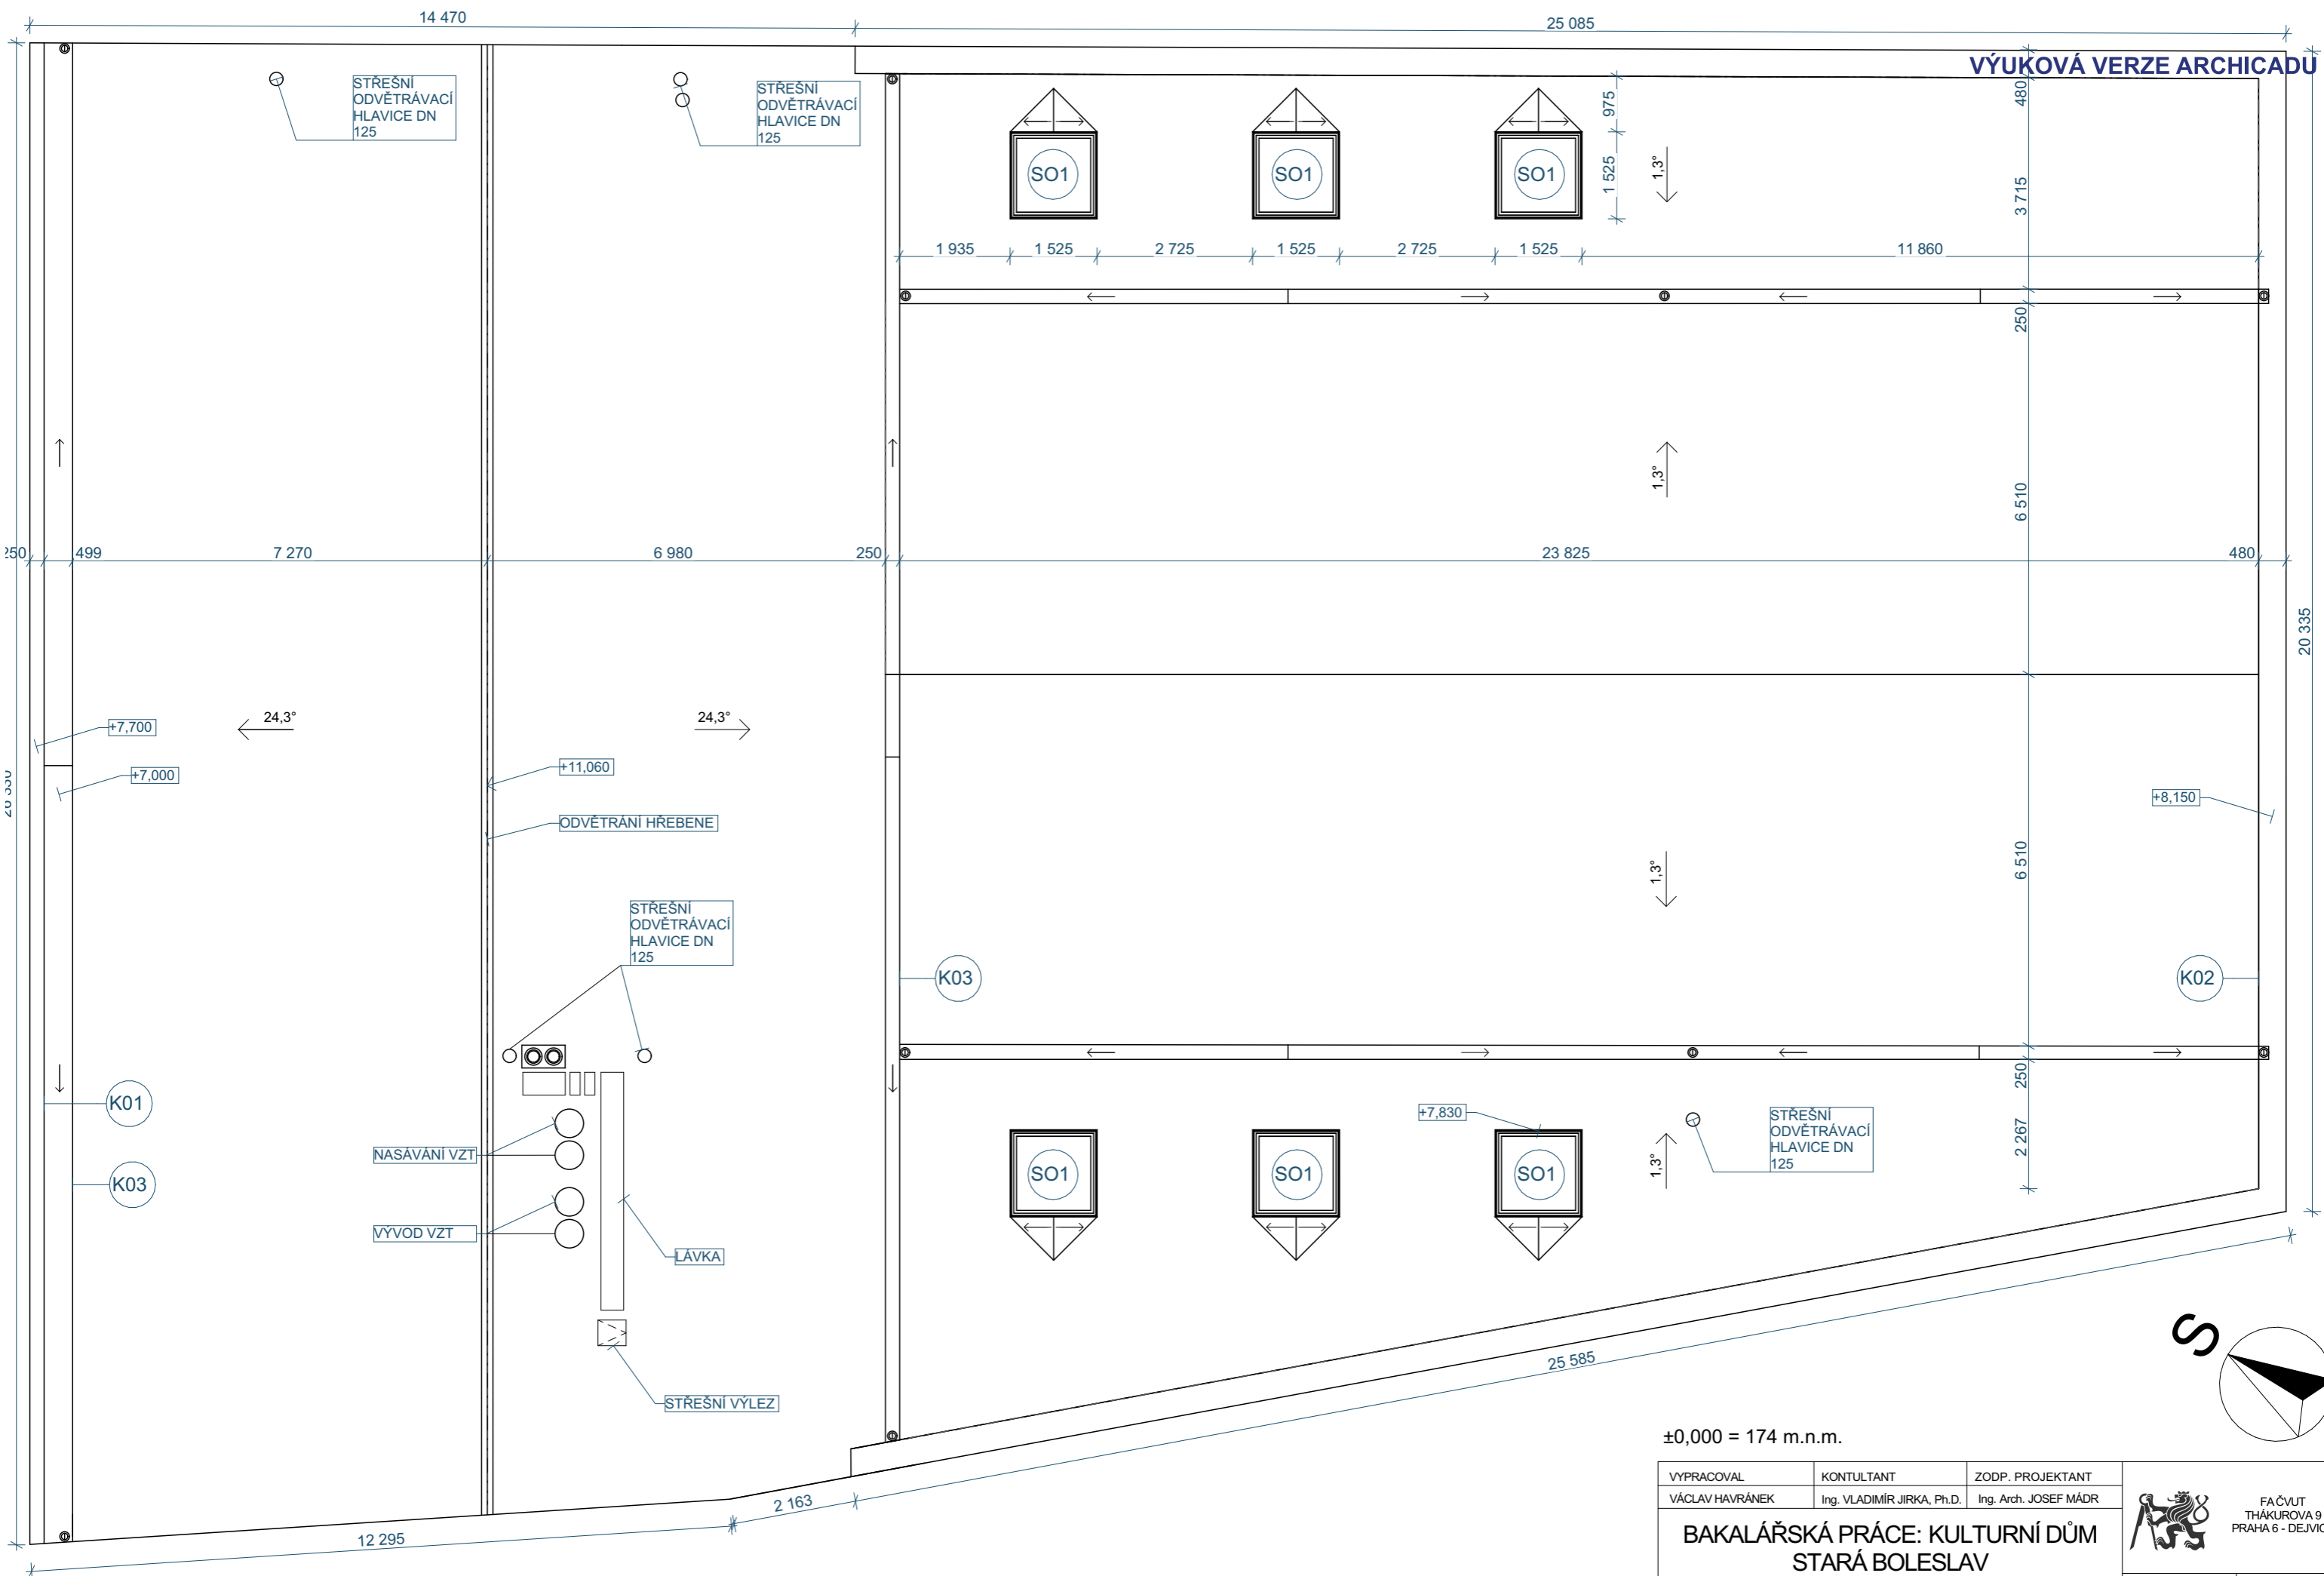 14 470
25 085
VÝUKOVÁ VERZE ARCHICADU
STŘEŠNÍ
ODVĚTRÁVACÍ
HLAVICE DN
125
STŘEŠNÍ
ODVĚTRÁVACÍ
HLAVICE DN
125
480
975
1 525
3 715
1,3°
SO1
SO1
SO1
1 935
1 525
2 725
1 525
2 725
1 525
11 860
250
1,3°
6 510
499
7 270
6 980
250
23 825
480
20 335
24,3°
24,3°
+7,700
+7,000
+11,060
ODVĚTRÁNÍ HŘEBENE
+8,150
1,3°
6 510
STŘEŠNÍ
ODVĚTRÁVACÍ
HLAVICE DN
125
K03
K02
K01
K03
250
2 267
+7,830
STŘEŠNÍ
ODVĚTRÁVACÍ
HLAVICE DN
125
1,3°
NASÁVÁNÍ VZT
VÝVOD VZT
LÁVKA
SO1
SO1
SO1
STŘEŠNÍ VÝLEZ
25 585
2 163
12 295
S
±0,000 = 174 m.n.m.
VYPRACOVAL
KONTULTANT
ZODP. PROJEKTANT
VÁCLAV HAVRÁNEK
Ing. VLADIMÍR JIRKA, Ph.D.
Ing. Arch. JOSEF MÁDR
FA ČVUT
THÁKUROVA 9
PRAHA 6 -
BAKALÁŘSKÁ PRÁCE: KULTURNÍ DŮM
STARÁ BOLESLAV